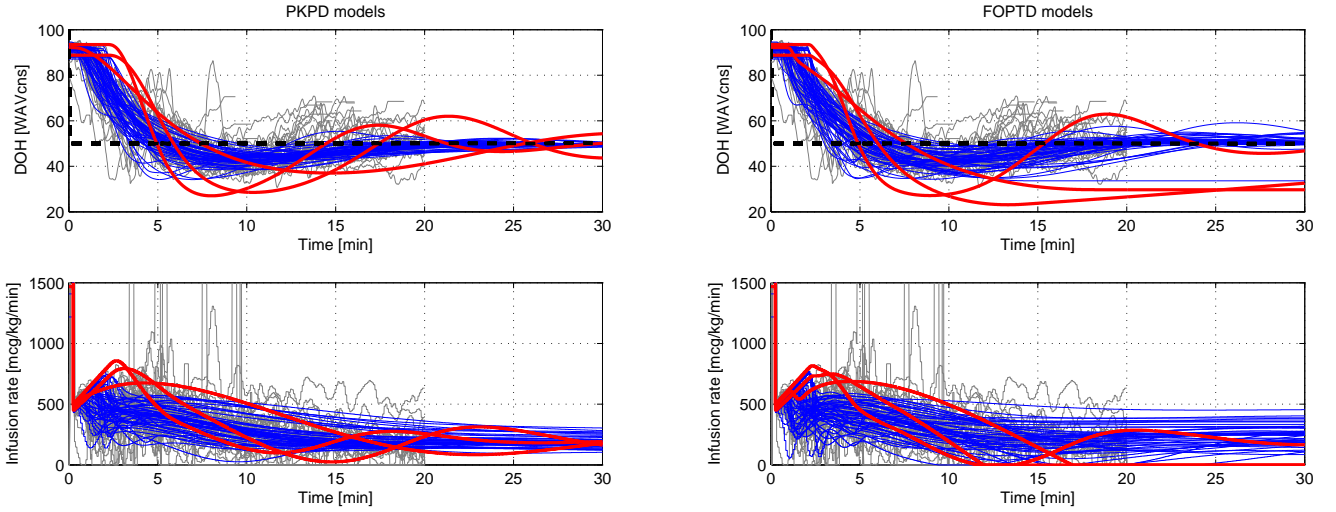 PKPD models
100
80
60
40
20
DOH [WAVcns]
0 5 10 15 20 25 30
Time [min]
FOPTD models
100
80
60
40
20
DOH [WAVcns]
0 5 10 15 20 25 30
Time [min]
1500
1000
500
0
Infusion rate [mcg/kg/min]
0 5 10 15 20 25 30
Time [min]
1500
1000
500
0
Infusion rate [mcg/kg/min]
0 5 10 15 20 25 30
Time [min]